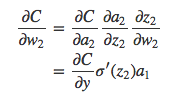 ∂C/∂w₂ = ∂C/∂a₂ ∂a₂/∂z₂ ∂z₂/∂w₂
= ∂C/∂y σ′(z₂)a₁